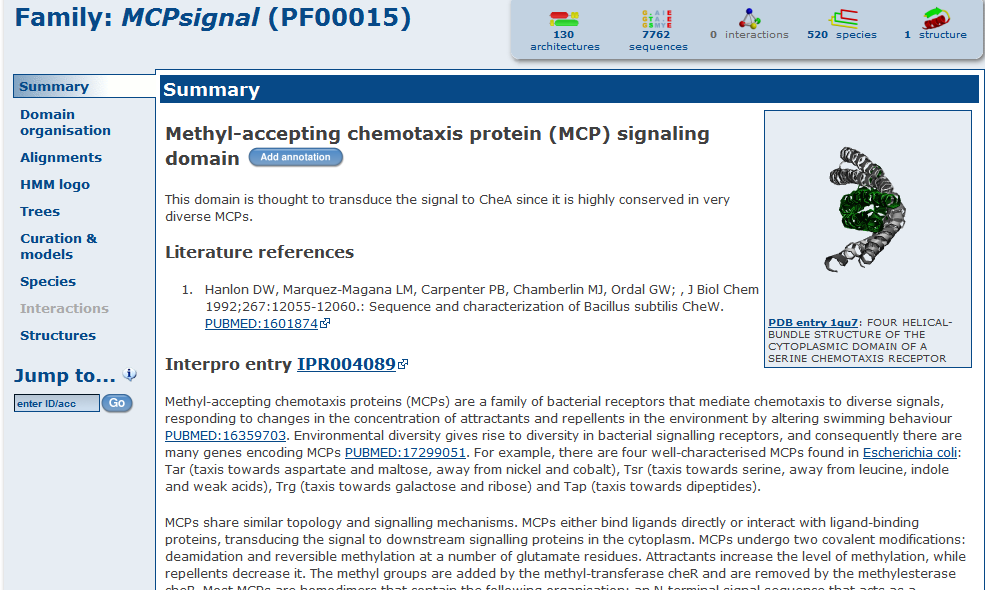 Family: MCPsignal (PF00015)
130 architectures
7762 sequences
0 interactions
520 species
1 structure
Summary
Domain organisation
Alignments
HMM logo
Trees
Curation & models
Species
Interactions
Structures
Jump to...
enter ID/acc Go
Summary
Methyl-accepting chemotaxis protein (MCP) signaling
domain Add annotation
This domain is thought to transduce the signal to CheA since it is highly conserved in very
diverse MCPs.
Literature references
1. Hanlon DW, Marquez-Magana LM, Carpenter PB, Chamberlin MJ, Ordal GW; , J Biol Chem
1992;267:12055-12060.: Sequence and characterization of Bacillus subtilis CheW.
PUBMED:1601874
PDB entry 1qu7: FOUR HELICAL-
BUNDLE STRUCTURE OF THE
CYTOPLASMIC DOMAIN OF A
SERINE CHEMOTAXIS RECEPTOR
Interpro entry IPR004089
Methyl-accepting chemotaxis proteins (MCPs) are a family of bacterial receptors that mediate chemotaxis to diverse signals,
responding to changes in the concentration of attractants and repellents in the environment by altering swimming behaviour
PUBMED:16359703. Environmental diversity gives rise to diversity in bacterial signalling receptors, and consequently there are
many genes encoding MCPs PUBMED:17299051. For example, there are four well-characterised MCPs found in Escherichia coli:
Tar (taxis towards aspartate and maltose, away from nickel and cobalt), Tsr (taxis towards serine, away from leucine, indole
and weak acids), Trg (taxis towards galactose and ribose) and Tap (taxis towards dipeptides).
MCPs share similar topology and signalling mechanisms. MCPs either bind ligands directly or interact with ligand-binding
proteins, transducing the signal to downstream signalling proteins in the cytoplasm. MCPs undergo two covalent modifications:
deamidation and reversible methylation at a number of glutamate residues. Attractants increase the level of methylation, while
repellents decrease it. The methyl groups are added by the methyl-transferase cheR and are removed by the methylesterase
cheB. Most MCPs are homodimers that contain the following organisation: an N-terminal signal sequence that acts as a